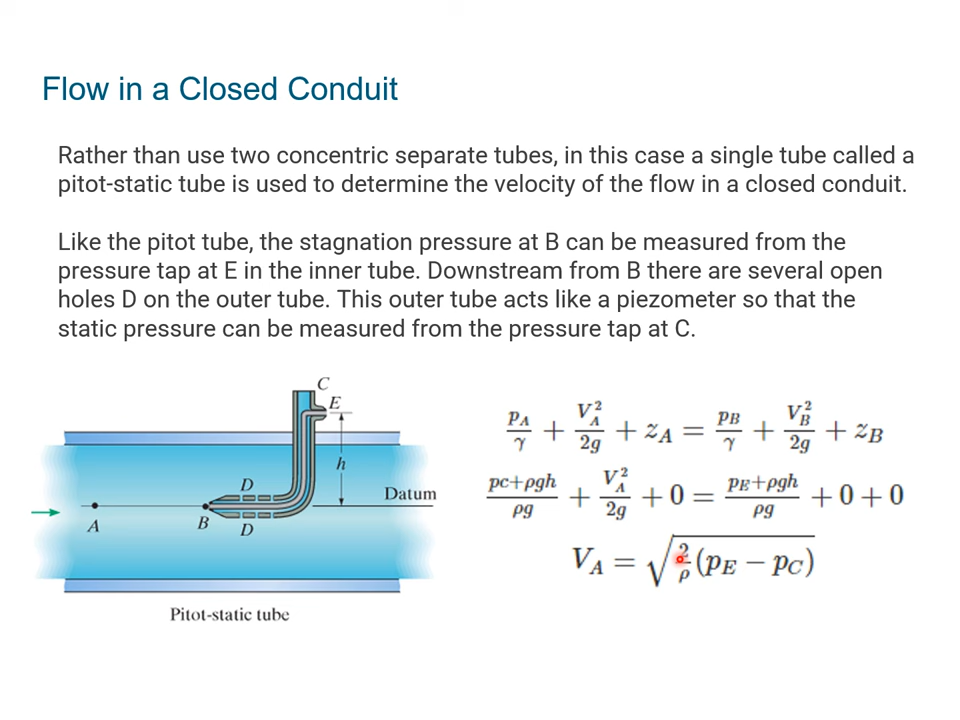 Flow in a Closed Conduit
Rather than use two concentric separate tubes, in this case a single tube called a
pitot-static tube is used to determine the velocity of the flow in a closed conduit.
Like the pitot tube, the stagnation pressure at B can be measured from the
pressure tap at E in the inner tube. Downstream from B there are several open
holes D on the outer tube. This outer tube acts like a piezometer so that the
static pressure can be measured from the pressure tap at C.
C
E
h
D
Datum
A
B
D
Pitot-static tube
p_A/γ + V_A²/2g + z_A = p_B/γ + V_B²/2g + z_B
(p_C+ρgh)/ρg + V_A²/2g + 0 = (p_E+ρgh)/ρg + 0 + 0
V_A = √(2/ρ (p_E − p_C))